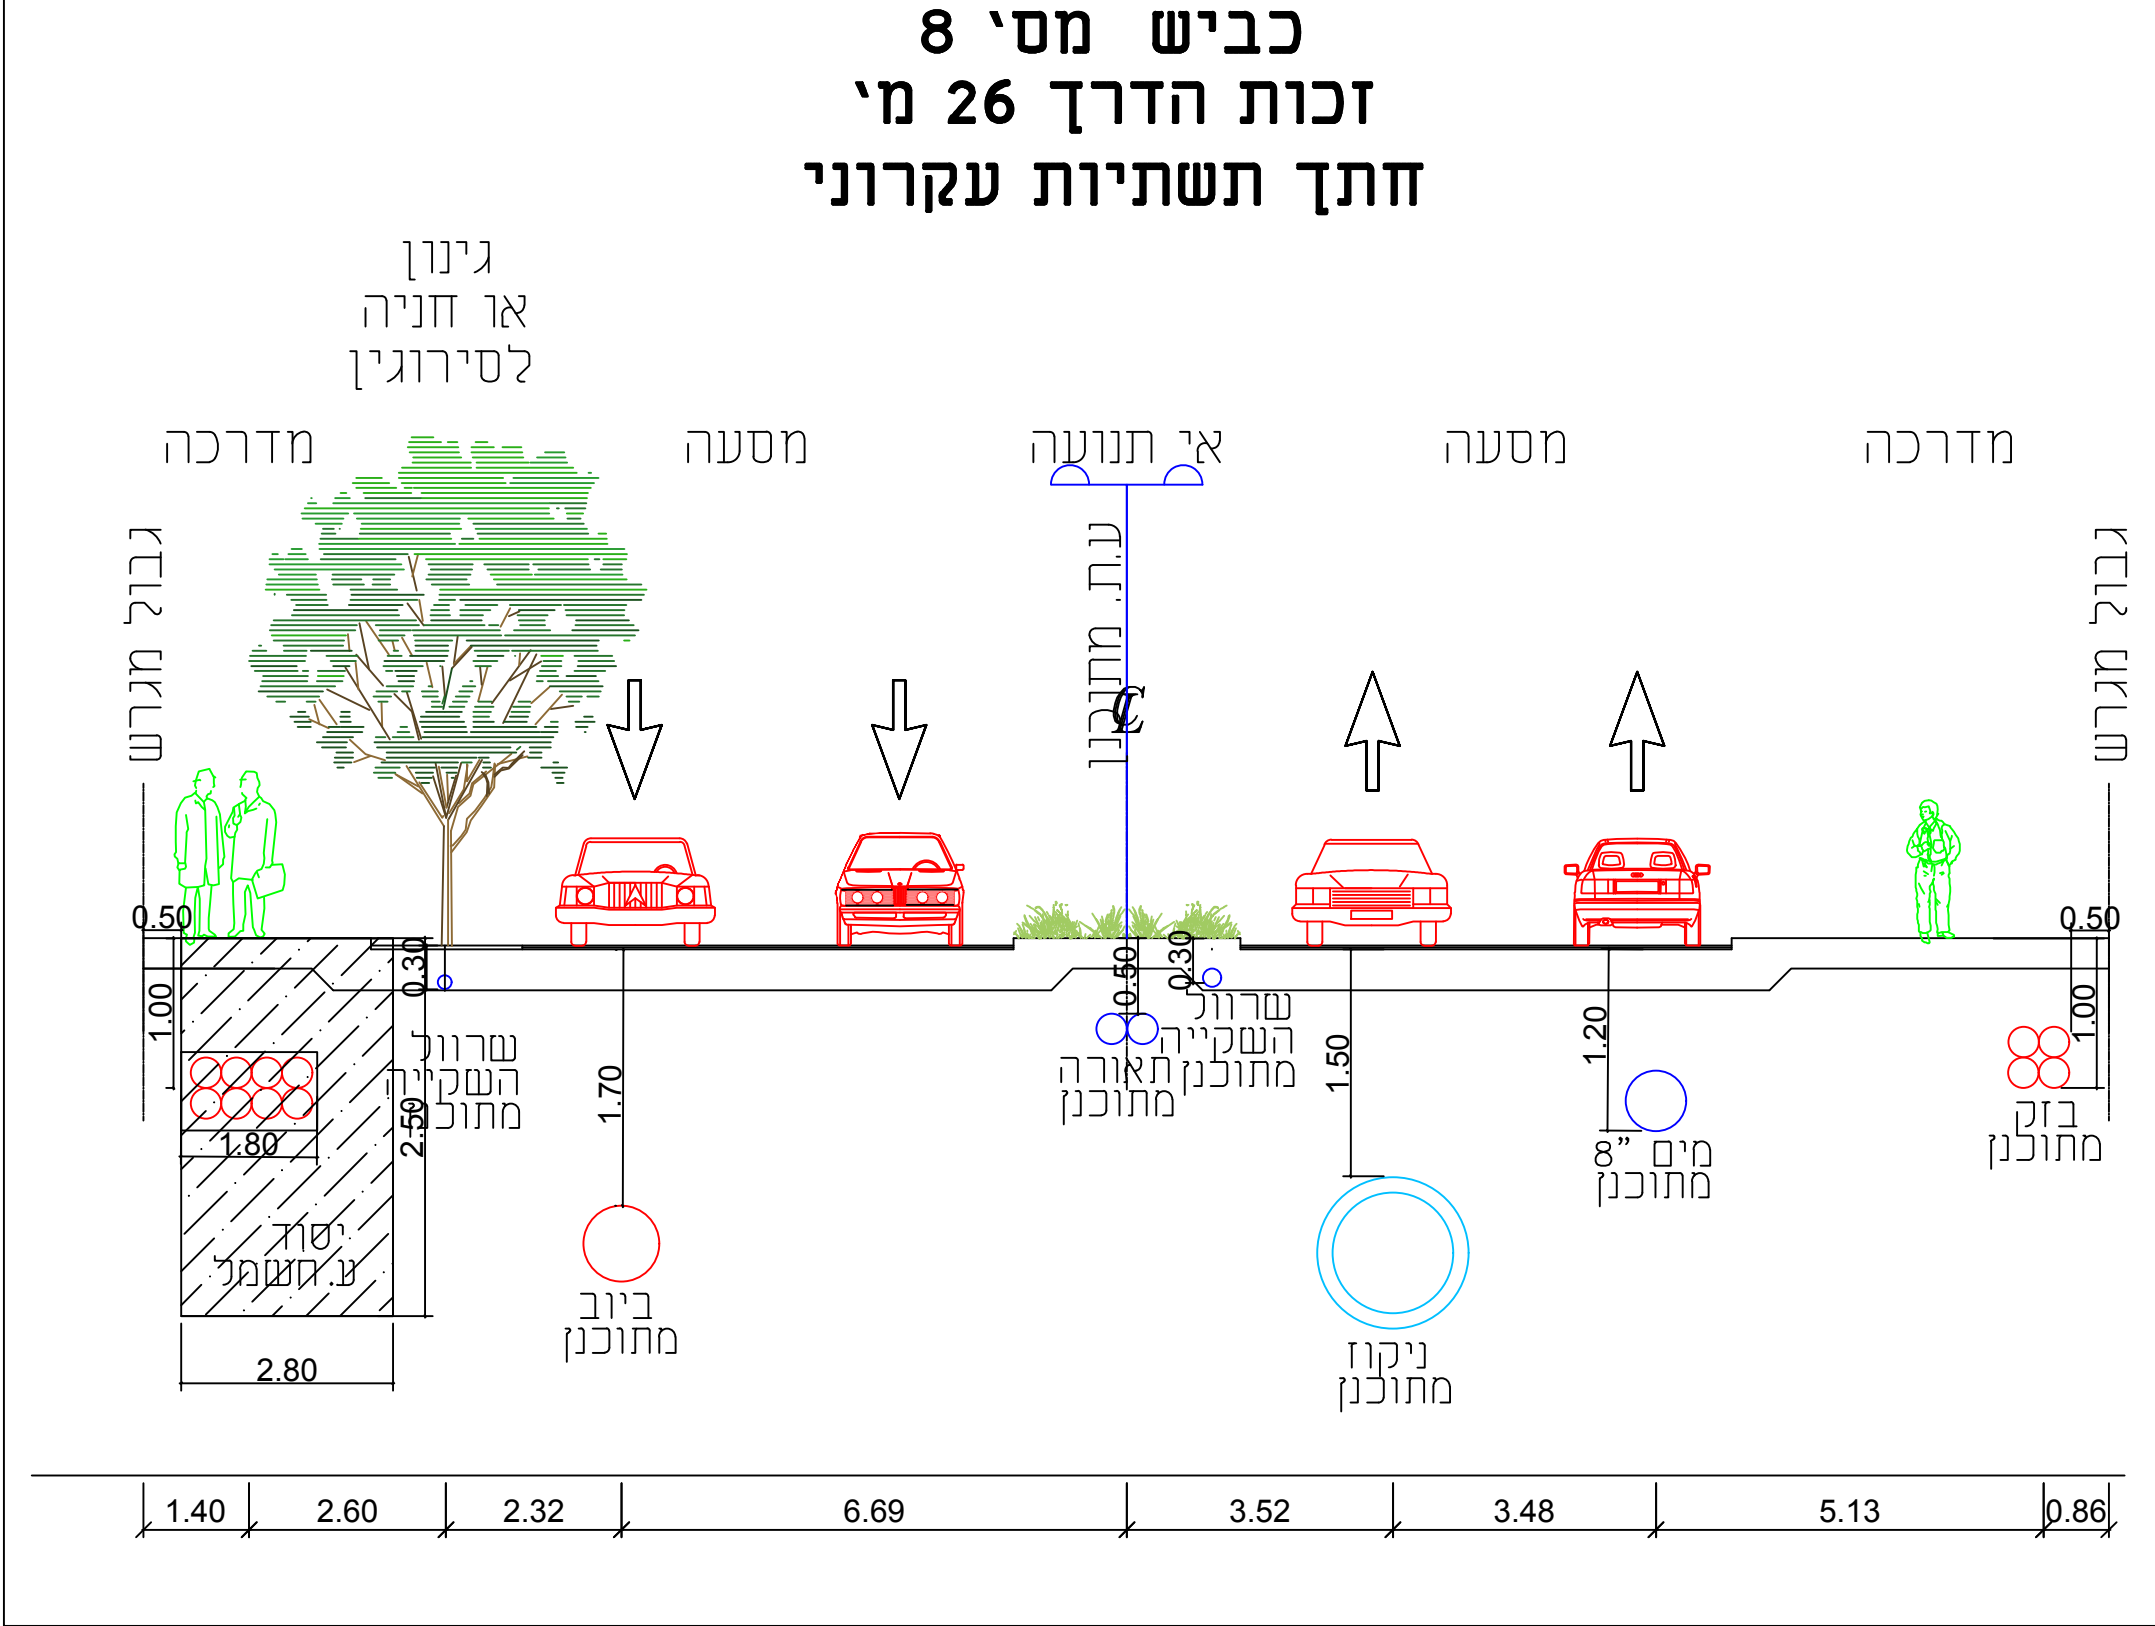 כביש מס' 8
זכות הדרך 26 מ'
חתך תשתיות עקרוני
גינון
או חניה
לסירוגין
מדרכה
מסעה
אי תנועה
מסעה
מדרכה
גבול מגרש
ע.ת. מתוכנן
גבול מגרש
CL
0.50
0.50
0.30
0.50
0.30
1.00
1.00
שרוול
השקייה
מתוכנן
1.70
תאורה
מתוכנן
שרוול
השקייה
מתוכנן
1.50
1.20
בזק
מתוכנן
1.80
2.50
מים 8"
מתוכנן
יסוד
ע.חשמל
ביוב
מתוכנן
ניקוז
מתוכנן
2.80
1.40 2.60 2.32 6.69 3.52 3.48 5.13 0.86